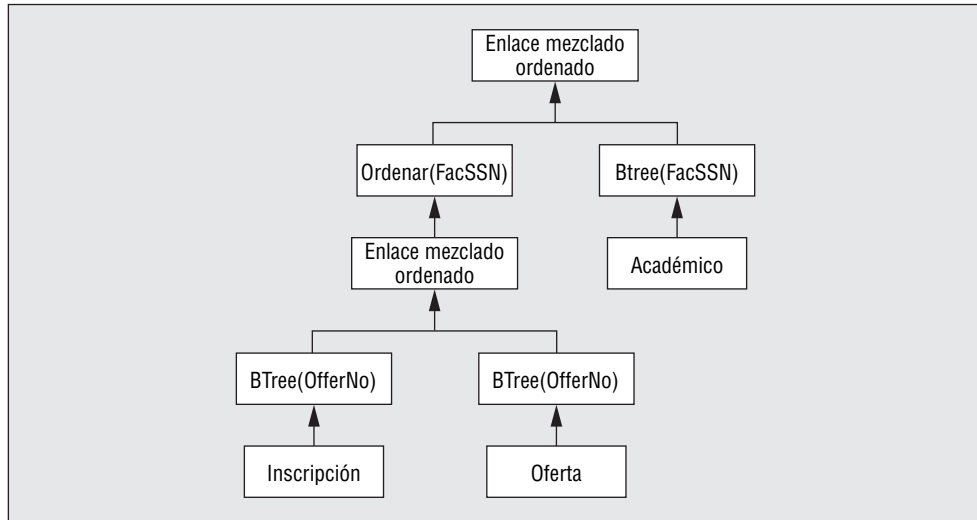 Enlace mezclado
ordenado
Ordenar(FacSSN)
Btree(FacSSN)
Enlace mezclado
ordenado
Académico
BTree(OfferNo)
BTree(OfferNo)
Inscripción
Oferta